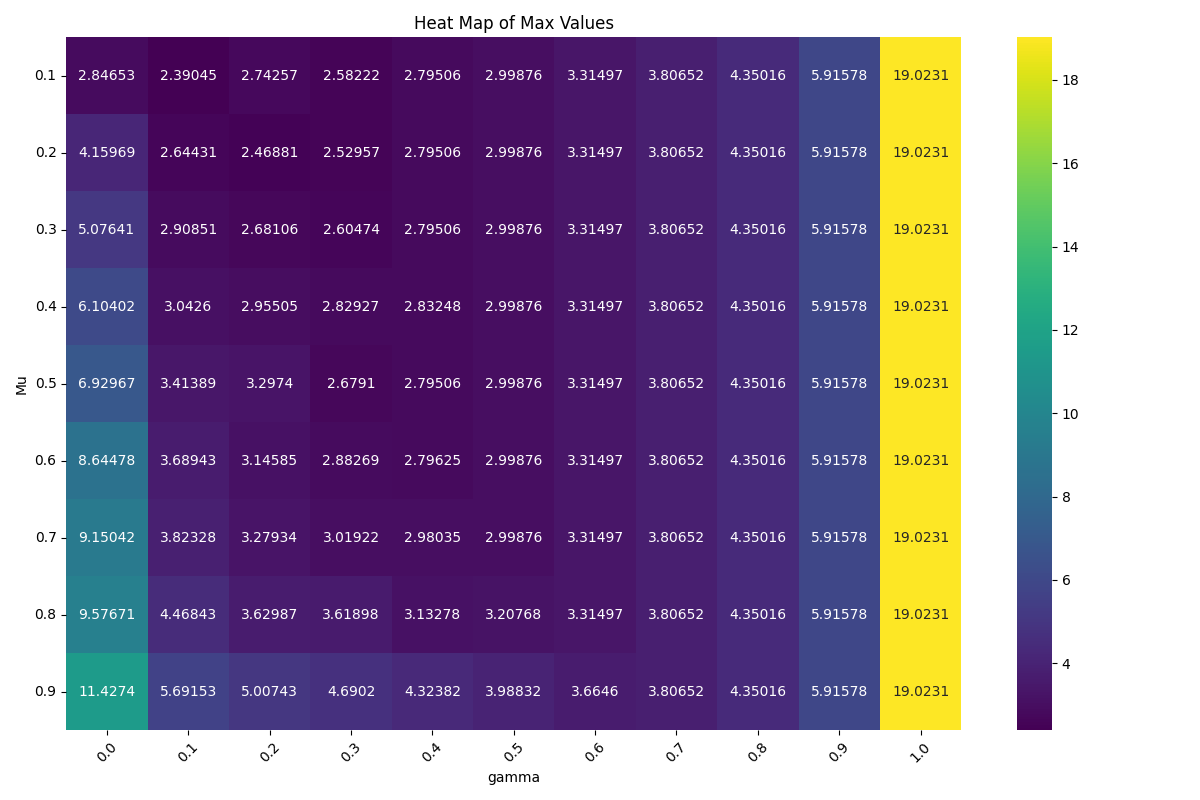 Heat Map of Max Values
0.1 2.84653 2.39045 2.74257 2.58222 2.79506 2.99876 3.31497 3.80652 4.35016 5.91578 19.0231
0.2 4.15969 2.64431 2.46881 2.52957 2.79506 2.99876 3.31497 3.80652 4.35016 5.91578 19.0231
0.3 5.07641 2.90851 2.68106 2.60474 2.79506 2.99876 3.31497 3.80652 4.35016 5.91578 19.0231
0.4 6.10402 3.0426 2.95505 2.82927 2.83248 2.99876 3.31497 3.80652 4.35016 5.91578 19.0231
0.5 6.92967 3.41389 3.2974 2.6791 2.79506 2.99876 3.31497 3.80652 4.35016 5.91578 19.0231
0.6 8.64478 3.68943 3.14585 2.88269 2.79625 2.99876 3.31497 3.80652 4.35016 5.91578 19.0231
0.7 9.15042 3.82328 3.27934 3.01922 2.98035 2.99876 3.31497 3.80652 4.35016 5.91578 19.0231
0.8 9.57671 4.46843 3.62987 3.61898 3.13278 3.20768 3.31497 3.80652 4.35016 5.91578 19.0231
0.9 11.4274 5.69153 5.00743 4.6902 4.32382 3.98832 3.6646 3.80652 4.35016 5.91578 19.0231
Mu
0.0 0.1 0.2 0.3 0.4 0.5 0.6 0.7 0.8 0.9 1.0
gamma
18
16
14
12
10
8
6
4